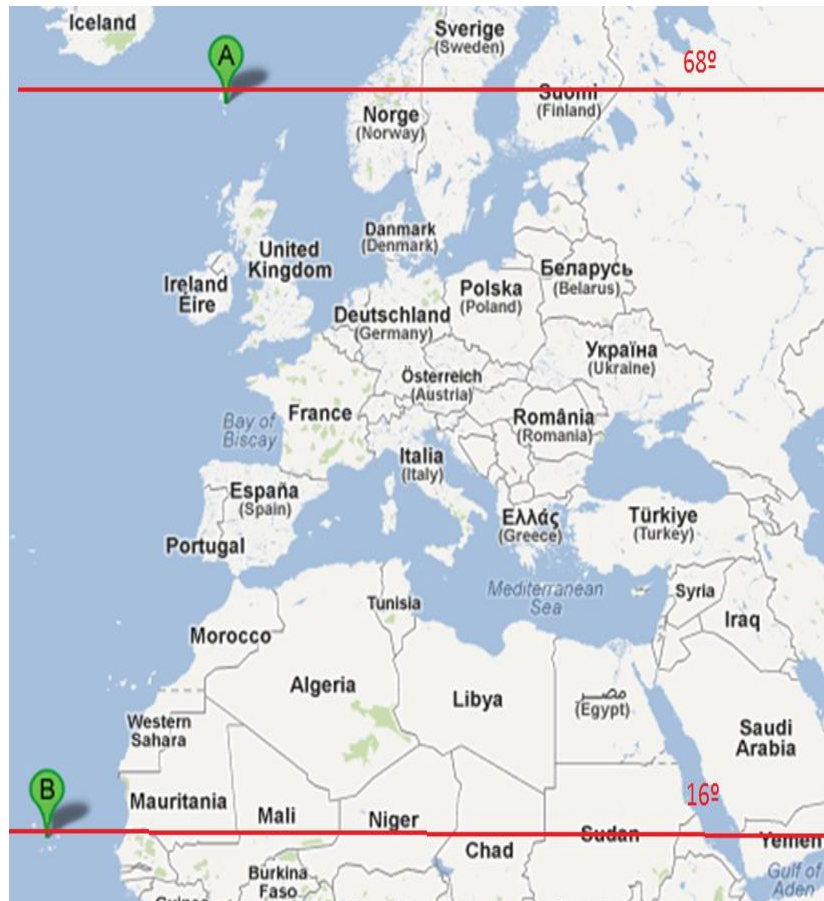 Iceland
A
Sverige
(Sweden)
68º
Suomi
(Finland)
Norge
(Norway)
Danmark
(Denmark)
United
Kingdom
Ireland
Éire
Беларусь
(Belarus)
Polska
(Poland)
Deutschland
(Germany)
Україна
(Ukraine)
Österreich
(Austria)
France
Bay of
Biscay
România
(Romania)
Italia
(Italy)
España
(Spain)
Ελλάς
(Greece)
Türkiye
(Turkey)
Portugal
Mediterranean
Sea
Syria
Tunisia
Iraq
Morocco
Algeria
Libya
مصر
(Egypt)
Western
Sahara
Saudi
Arabia
B
Mauritania
16º
Mali
Niger
Sudan
Chad
Yemen
Burkina
Faso
Gulf of
Aden